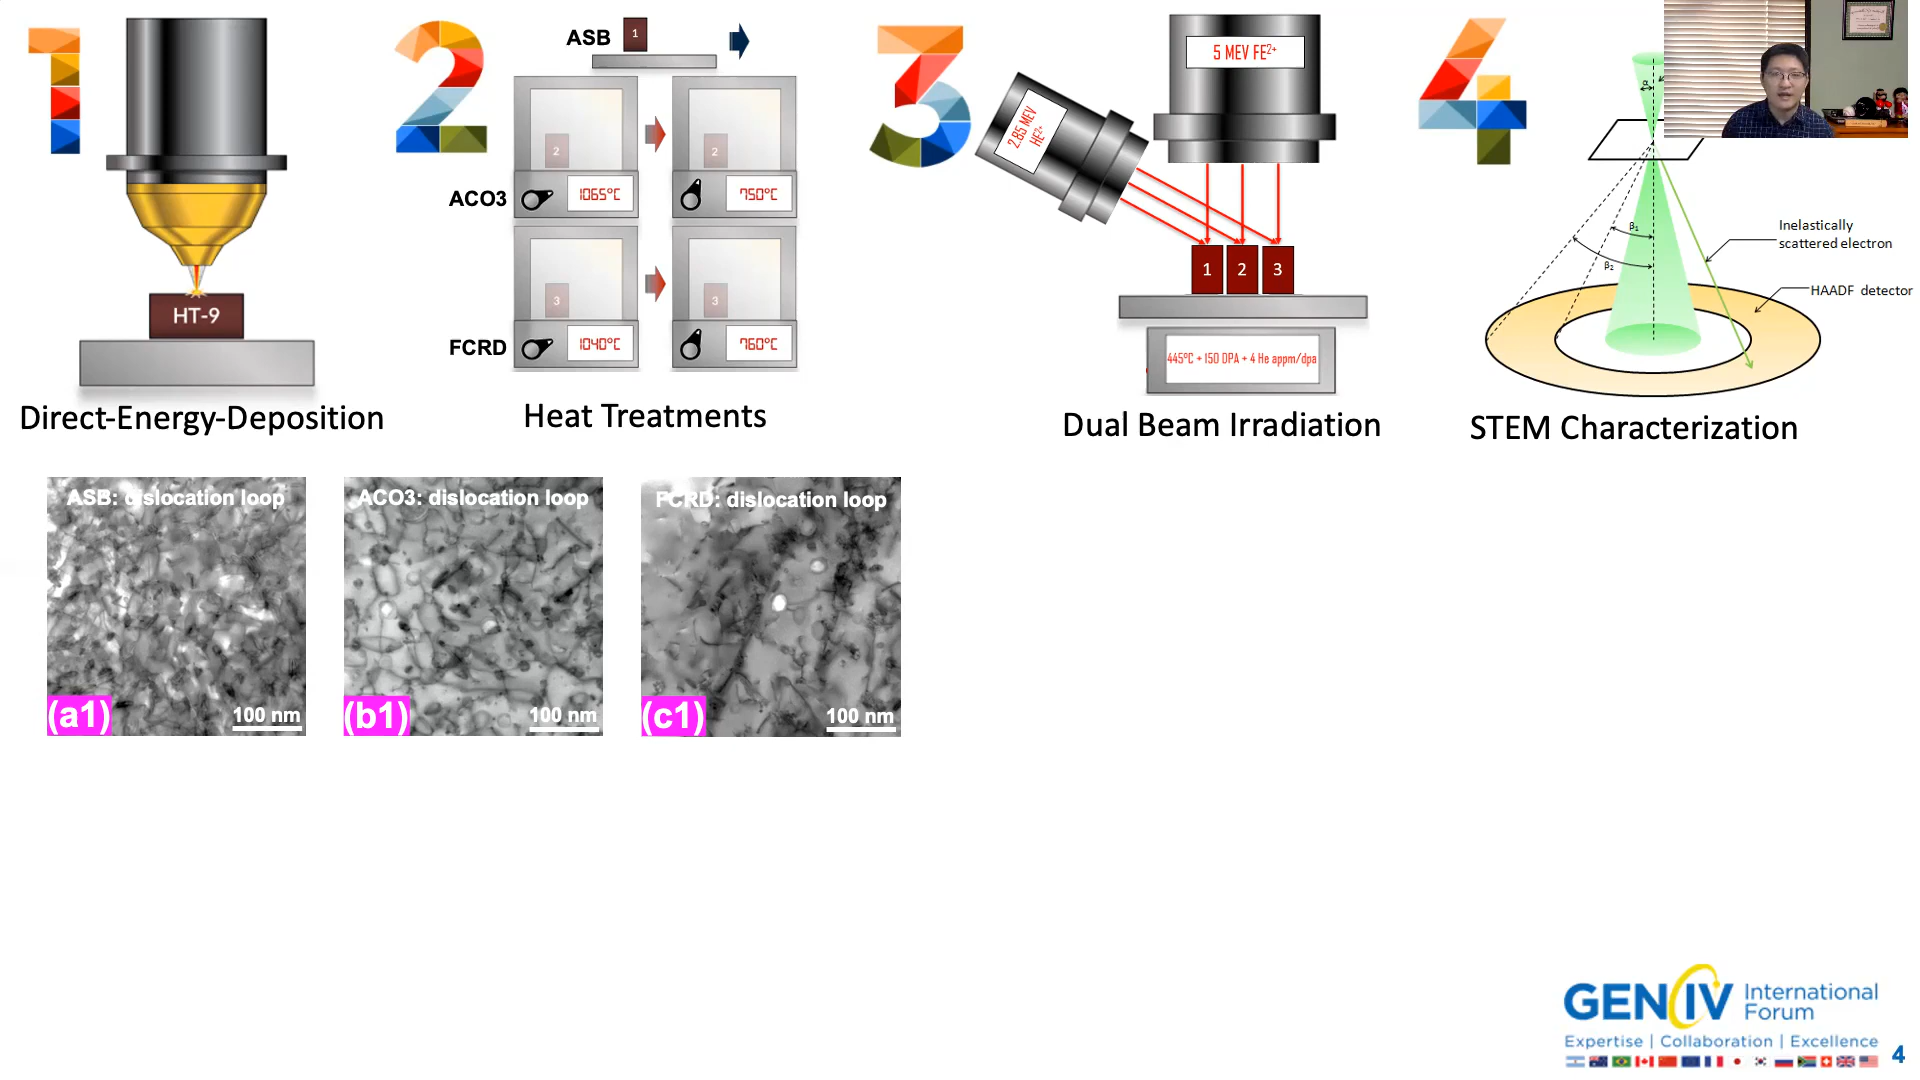 1
HT-9
Direct-Energy-Deposition
2
ASB
1
2
2
ACO3
1065°C
750°C
3
3
FCRD
1040°C
760°C
Heat Treatments
3
2.85 MEV
HE²⁺
5 MEV FE²⁺
1 2 3
445°C + 150 DPA + 4 He appm/dpa
Dual Beam Irradiation
4
α
β₁
β₂
Inelastically
scattered electron
HAADF detector
STEM Characterization
ASB: dislocation loop
(a1)
100 nm
ACO3: dislocation loop
(b1)
100 nm
FCRD: dislocation loop
(c1)
100 nm
GEN IV International
Forum
Expertise | Collaboration | Excellence
4